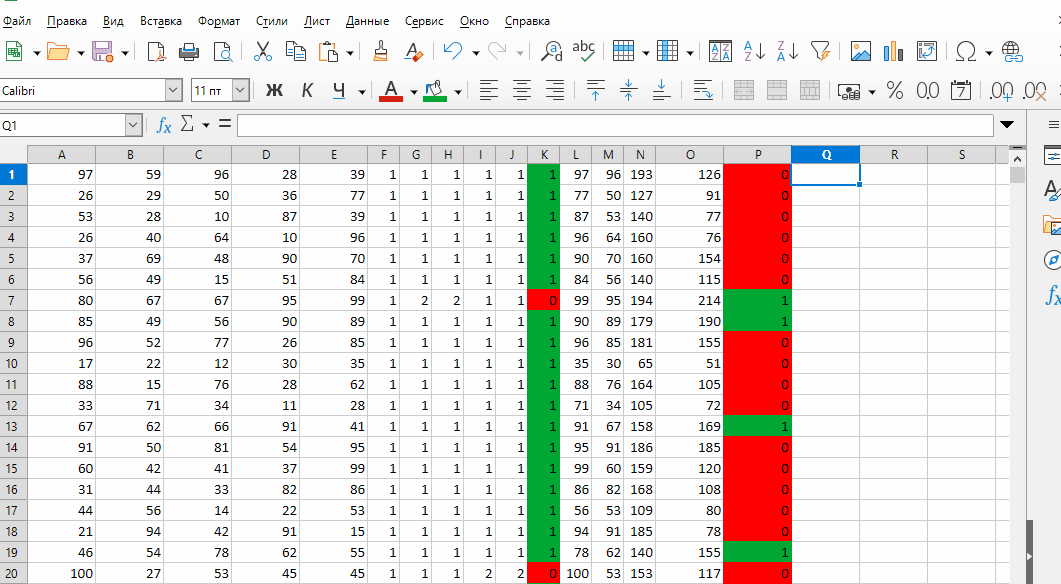 Файл Правка Вид Вставка Формат Стили Лист Данные Сервис Окно Справка
Calibri 11 пт Ж К Ч А
Q1 fx Σ =
A B C D E F G H I J K L M N O P Q R S
1 97 59 96 28 39 1 1 1 1 1 1 97 96 193 126 0
2 26 29 50 36 77 1 1 1 1 1 1 77 50 127 91 0
3 53 28 10 87 39 1 1 1 1 1 1 87 53 140 77 0
4 26 40 64 10 96 1 1 1 1 1 1 96 64 160 76 0
5 37 69 48 90 70 1 1 1 1 1 1 90 70 160 154 0
6 56 49 15 51 84 1 1 1 1 1 1 84 56 140 115 0
7 80 67 67 95 99 1 2 2 1 1 0 99 95 194 214 1
8 85 49 56 90 89 1 1 1 1 1 1 90 89 179 190 1
9 96 52 77 26 85 1 1 1 1 1 1 96 85 181 155 0
10 17 22 12 30 35 1 1 1 1 1 1 35 30 65 51 0
11 88 15 76 28 62 1 1 1 1 1 1 88 76 164 105 0
12 33 71 34 11 28 1 1 1 1 1 1 71 34 105 72 0
13 67 62 66 91 41 1 1 1 1 1 1 91 67 158 169 1
14 91 50 81 54 95 1 1 1 1 1 1 95 91 186 185 0
15 60 42 41 37 99 1 1 1 1 1 1 99 60 159 120 0
16 31 44 33 82 86 1 1 1 1 1 1 86 82 168 108 0
17 44 56 14 22 53 1 1 1 1 1 1 56 53 109 80 0
18 21 94 42 91 15 1 1 1 1 1 1 94 91 185 78 0
19 46 54 78 62 55 1 1 1 1 1 1 78 62 140 155 1
20 100 27 53 45 45 1 1 1 2 2 0 100 53 153 117 0